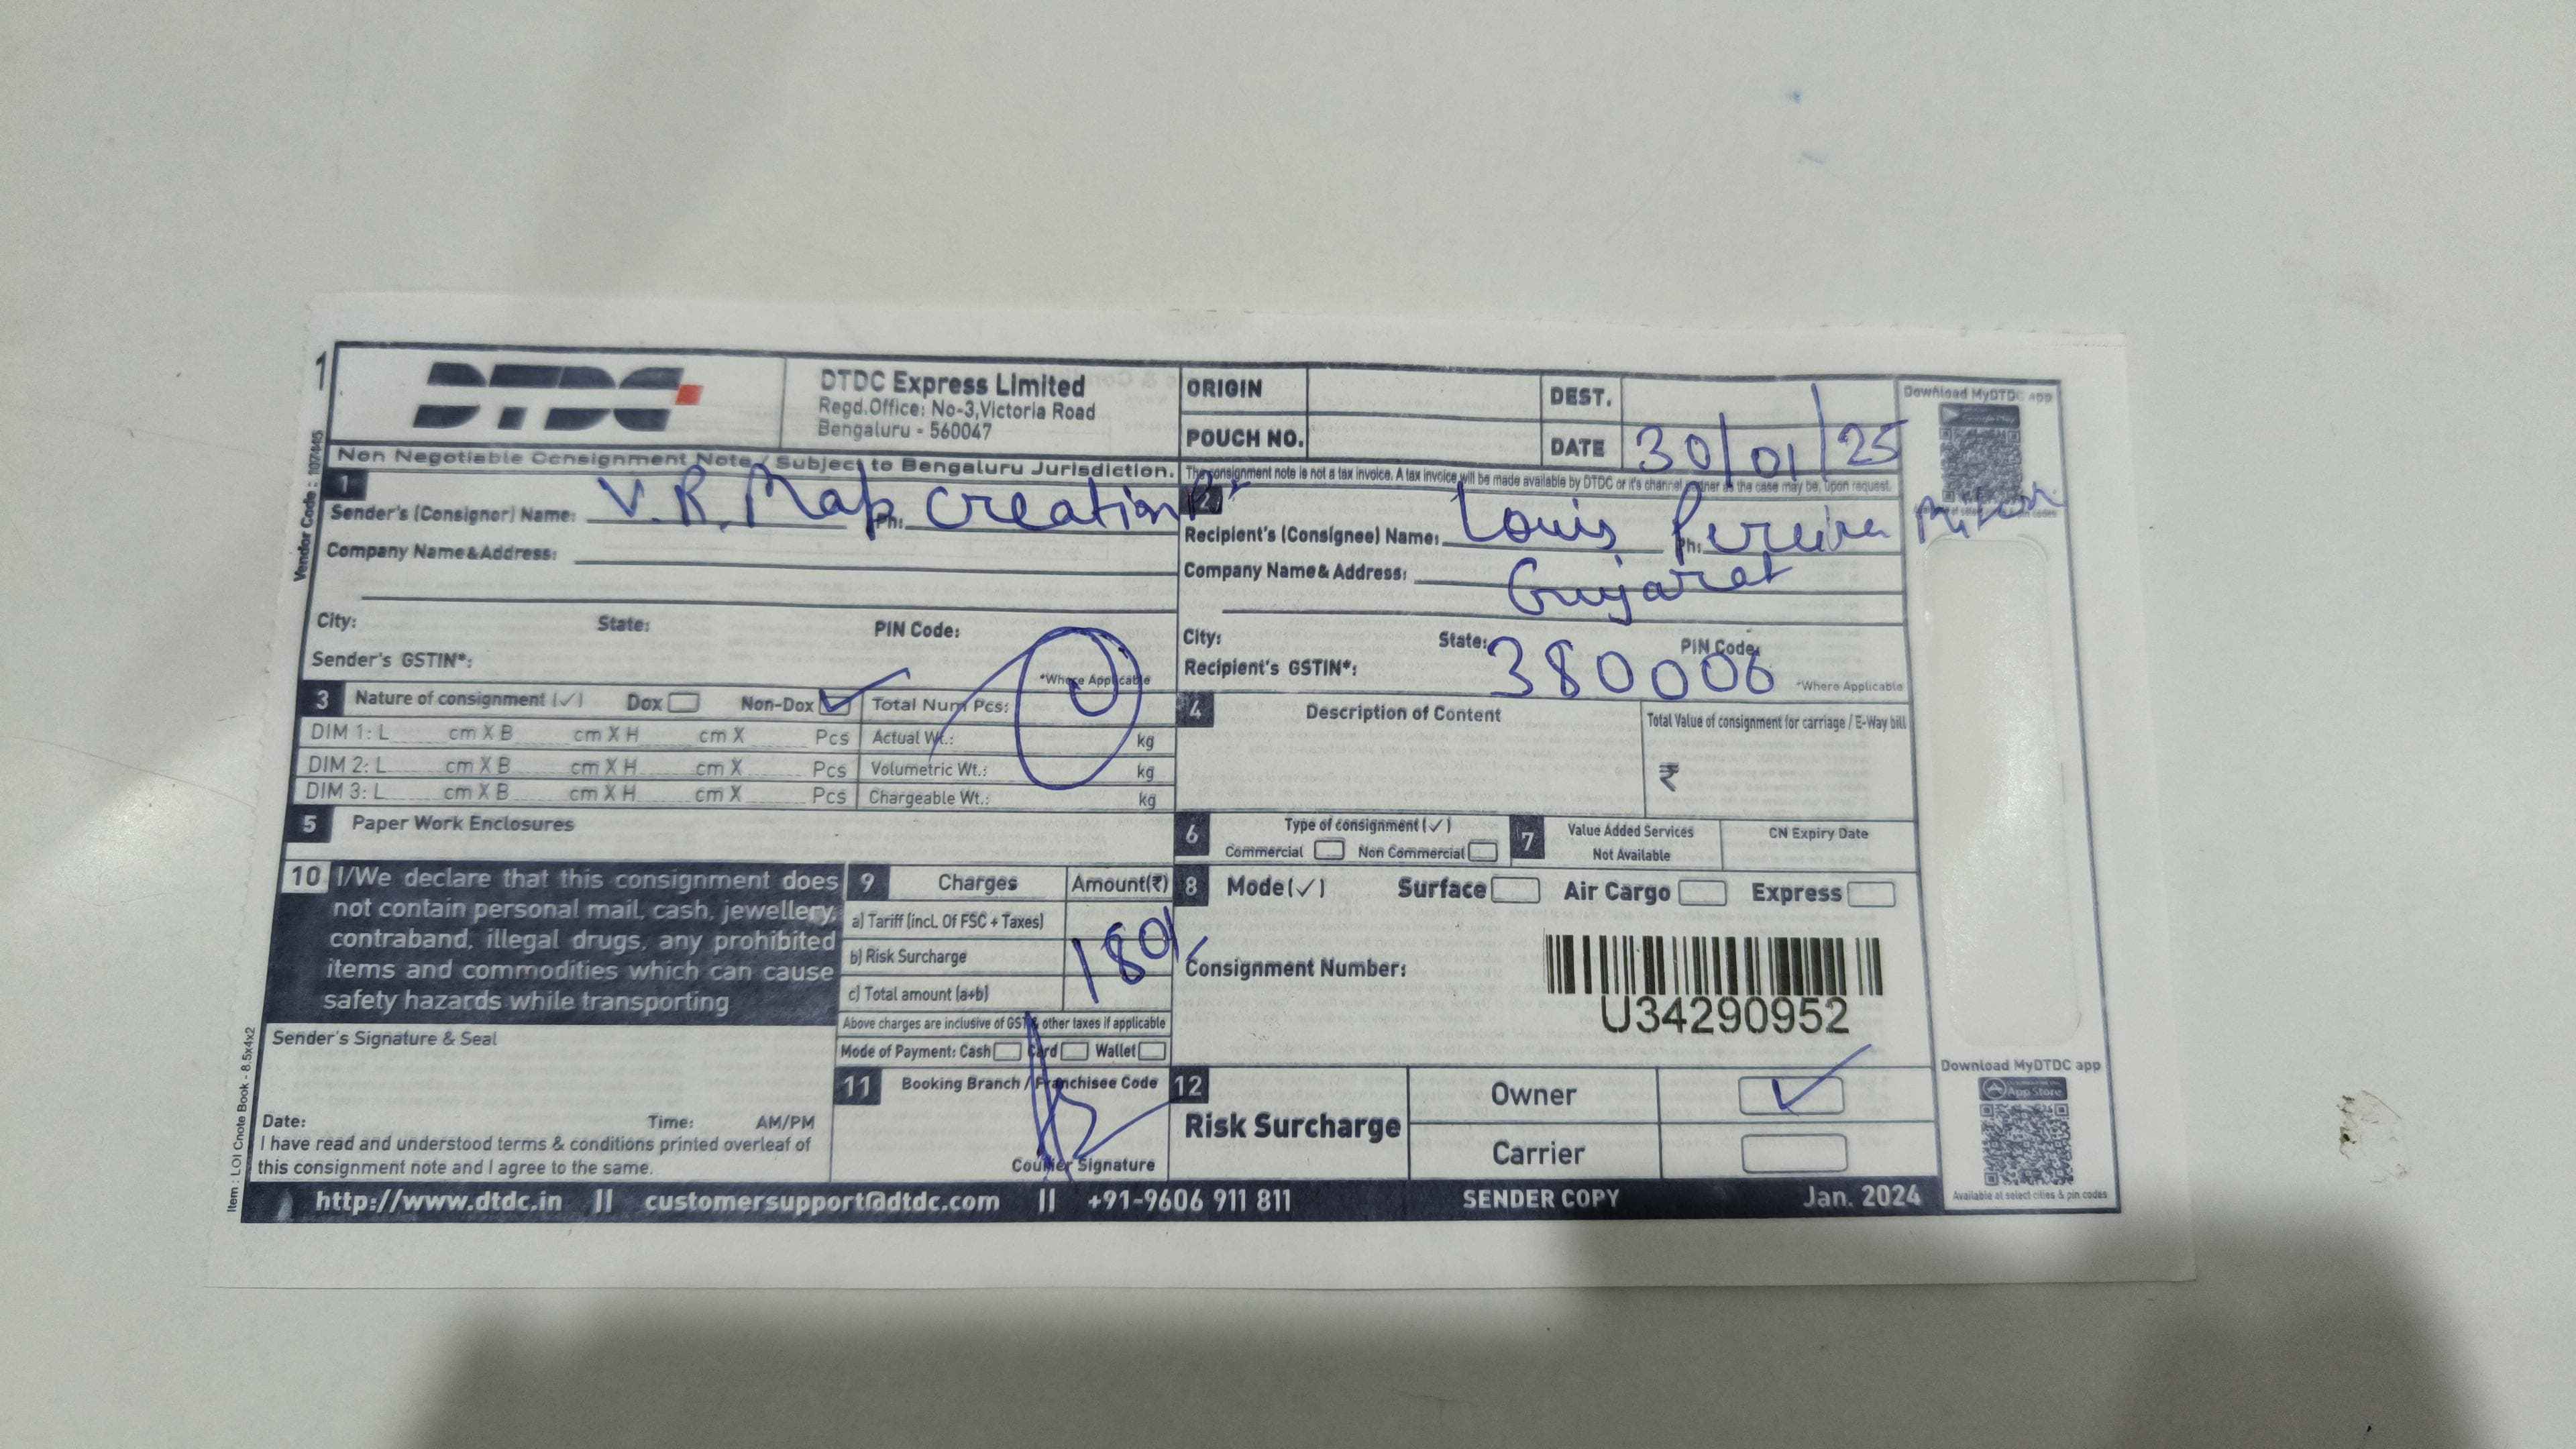 1
DTDC
DTDC Express Limited
Regd.Office: No-3,Victoria Road
Bengaluru - 560047
ORIGIN
DEST.
POUCH NO.
DATE 30/01/25
Non Negotiable Consignment Note / Subject to Bengaluru Jurisdiction.
The consignment note is not a tax invoice. A tax invoice will be made available by DTDC or it's channel partner as the case may be, upon request.
1
Sender's (Consignor) Name: V.R. Map Ph: Creation
Company Name & Address:
City: State: PIN Code:
Sender's GSTIN*:
*Where Applicable
Recipient's (Consignee) Name: Louis Ph: Pereira
Company Name & Address: Gujarat
City: State: PIN Code:
380006
Recipient's GSTIN*:
*Where Applicable
3 Nature of consignment (✓) Dox Non-Dox ✓ Total Num Pcs:
DIM 1: L cm X B cm X H cm X Pcs Actual Wt.: kg
DIM 2: L cm X B cm X H cm X Pcs Volumetric Wt.: kg
DIM 3: L cm X B cm X H cm X Pcs Chargeable Wt.: kg
4 Description of Content
Total Value of consignment for carriage / E-Way bill
₹
5 Paper Work Enclosures
6 Type of consignment (✓)
Commercial Non Commercial
7 Value Added Services
Not Available
CN Expiry Date
10 I/We declare that this consignment does
not contain personal mail, cash, jewellery,
contraband, illegal drugs, any prohibited
items and commodities which can cause
safety hazards while transporting
9 Charges Amount(₹)
a) Tariff (incl. Of FSC + Taxes)
b) Risk Surcharge 180/-
c) Total amount (a+b)
Above charges are inclusive of GST & other taxes if applicable
Mode of Payment: Cash Card Wallet
8 Mode(✓) Surface Air Cargo Express
Consignment Number:
U34290952
Sender's Signature & Seal
Date: Time: AM/PM
I have read and understood terms & conditions printed overleaf of
this consignment note and I agree to the same.
11 Booking Branch / Franchisee Code
Courier Signature
12
Risk Surcharge
Owner ✓
Carrier
http://www.dtdc.in || customersupport@dtdc.com || +91-9606 911 811 SENDER COPY Jan. 2024
Download MyDTDC app
Google Play
Download MyDTDC app
App Store
Available at select cities & pin codes
Vendor Code : 107445
Item : LOI Cnote Book - 8.5x4x2